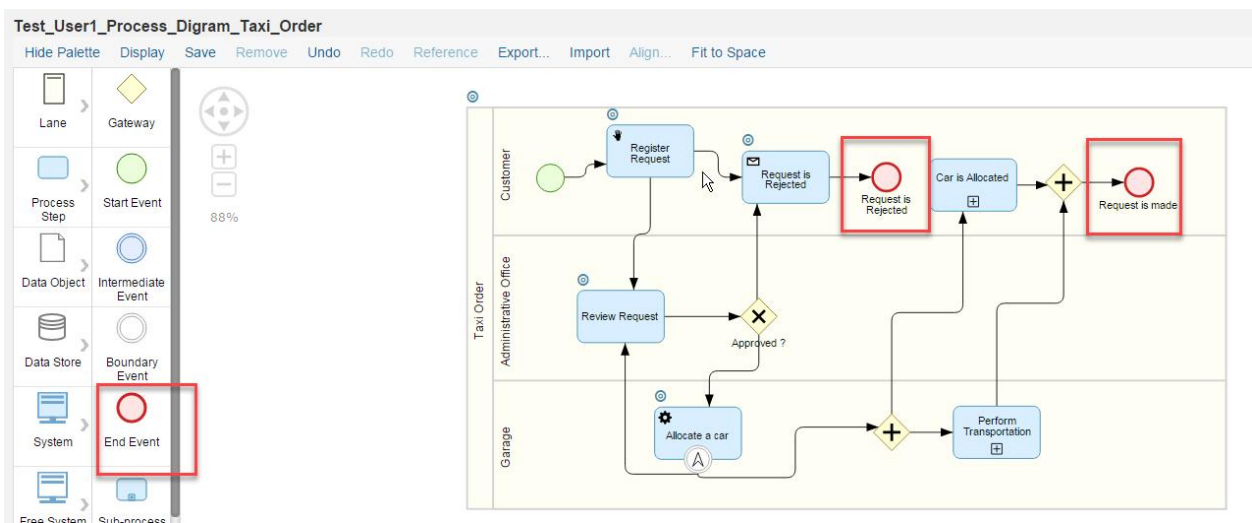 Test_User1_Process_Digram_Taxi_Order
Hide Palette Display Save Remove Undo Redo Reference Export... Import Align... Fit to Space
Lane
Gateway
Process
Step
Start Event
Data Object
Intermediate
Event
Data Store
Boundary
Event
System
End Event
Free System
Sub-process
88%
Taxi Order
Customer
Register
Request
Request is
Rejected
Request is
Rejected
Car is Allocated
Request is made
Administrative Office
Review Request
Approved ?
Garage
Allocate a car
Perform
Transportation